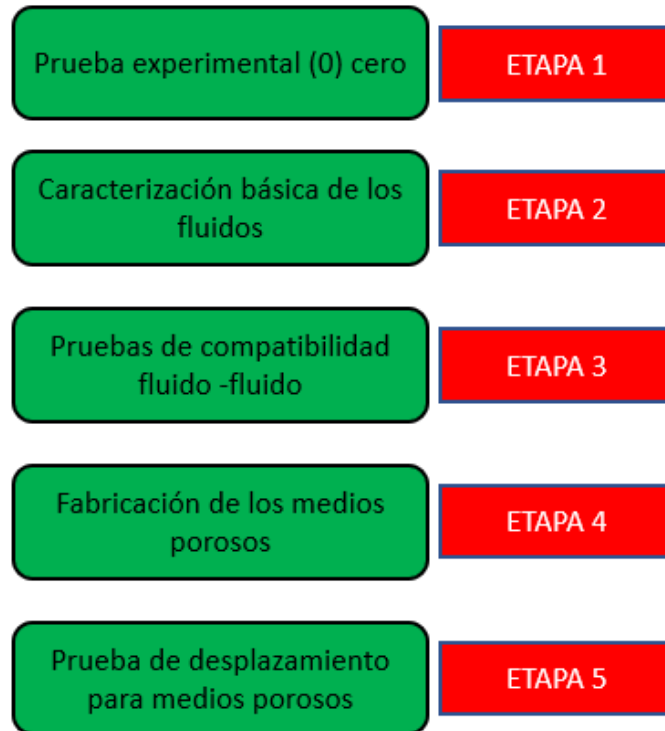 Prueba experimental (0) cero
ETAPA 1
Caracterización básica de los
fluidos
ETAPA 2
Pruebas de compatibilidad
fluido -fluido
ETAPA 3
Fabricación de los medios
porosos
ETAPA 4
Prueba de desplazamiento
para medios porosos
ETAPA 5